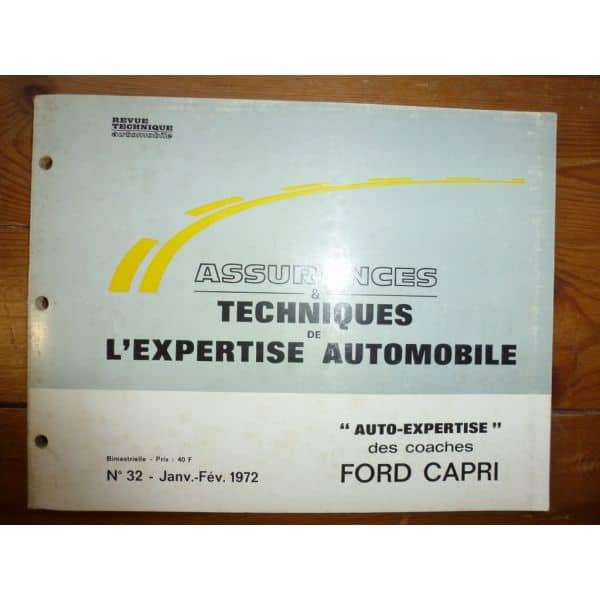 REVUE
TECHNIQUE
automobile
ASSURANCES
&
TECHNIQUES
DE
L'EXPERTISE AUTOMOBILE
" AUTO-EXPERTISE "
des coaches
FORD CAPRI
Bimestrielle - Prix : 40 F
N° 32 - Janv.-Fév. 1972